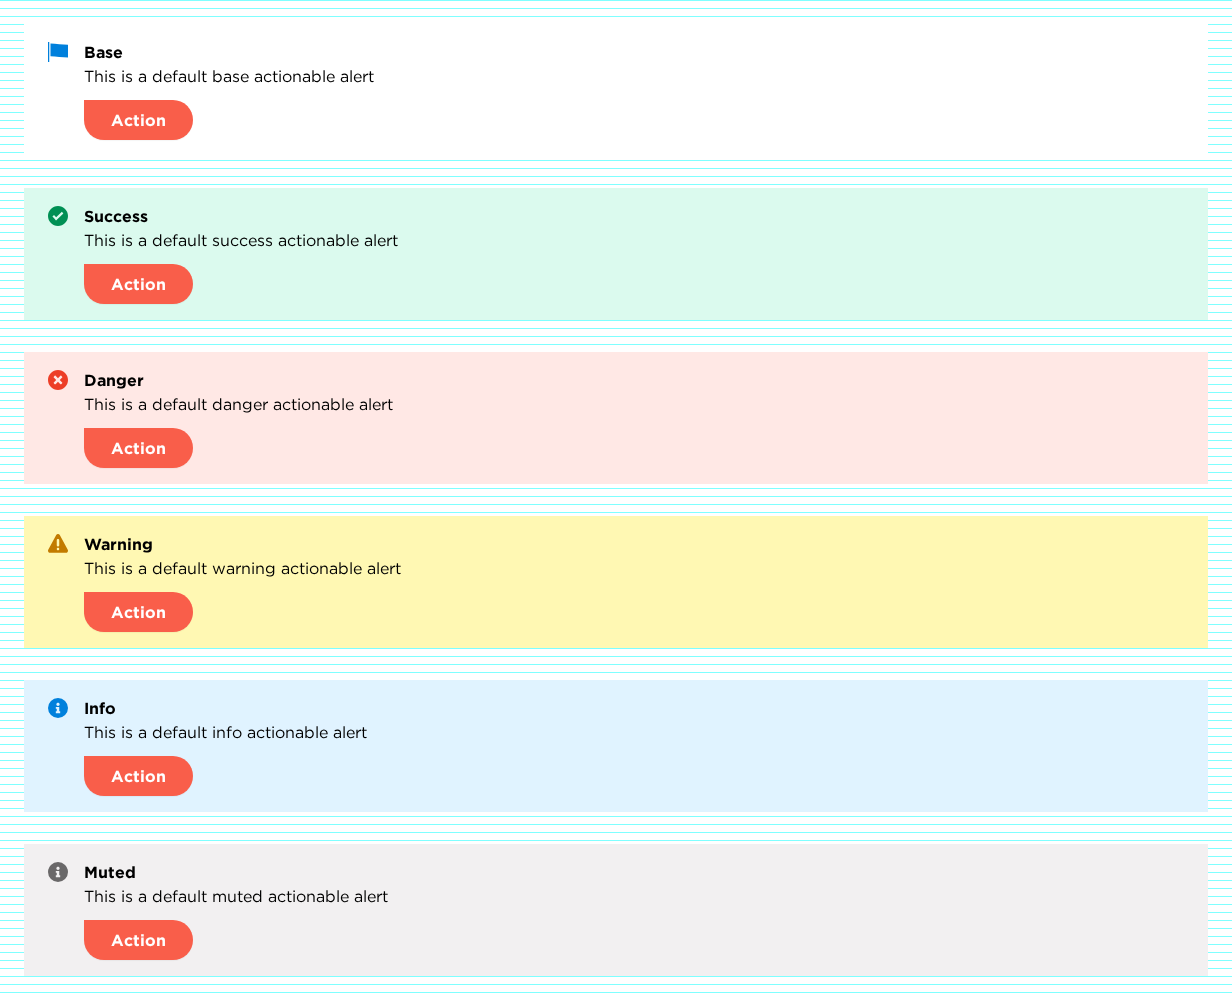 Base
This is a default base actionable alert
Action
Success
This is a default success actionable alert
Action
Danger
This is a default danger actionable alert
Action
Warning
This is a default warning actionable alert
Action
Info
This is a default info actionable alert
Action
Muted
This is a default muted actionable alert
Action